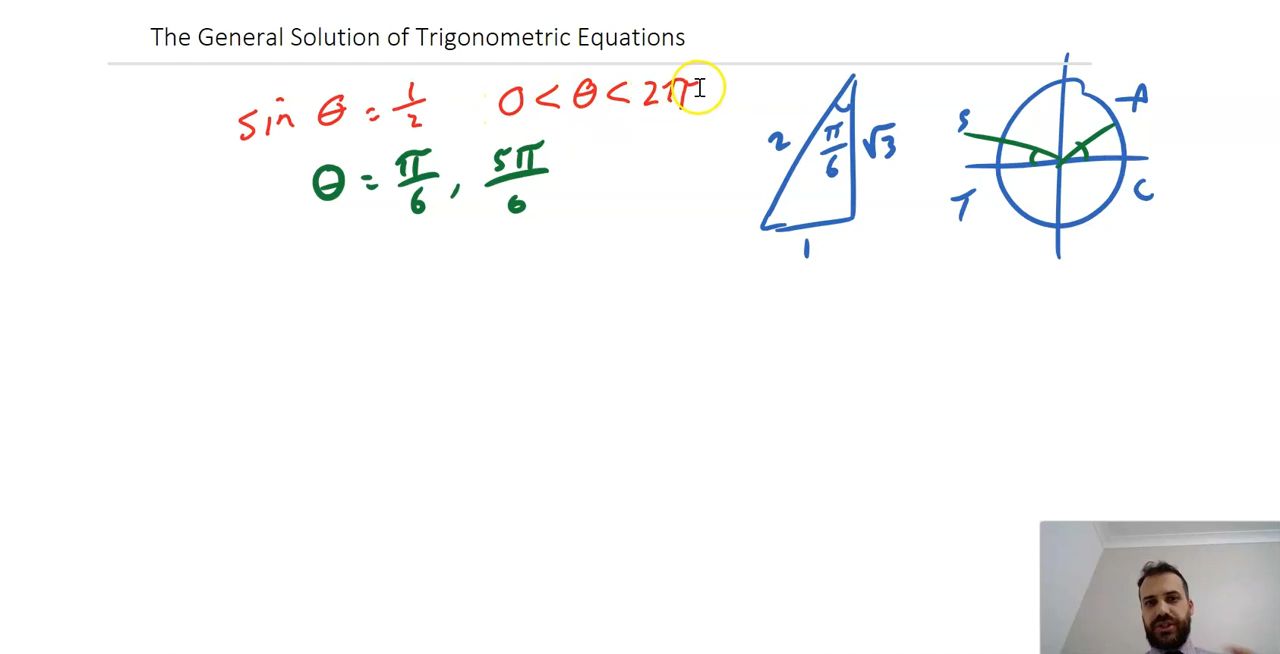 The General Solution of Trigonometric Equations
sin θ = 1/2 0 < θ < 2π
θ = π/6, 5π/6
2 π/6 √3
1
S A
T C